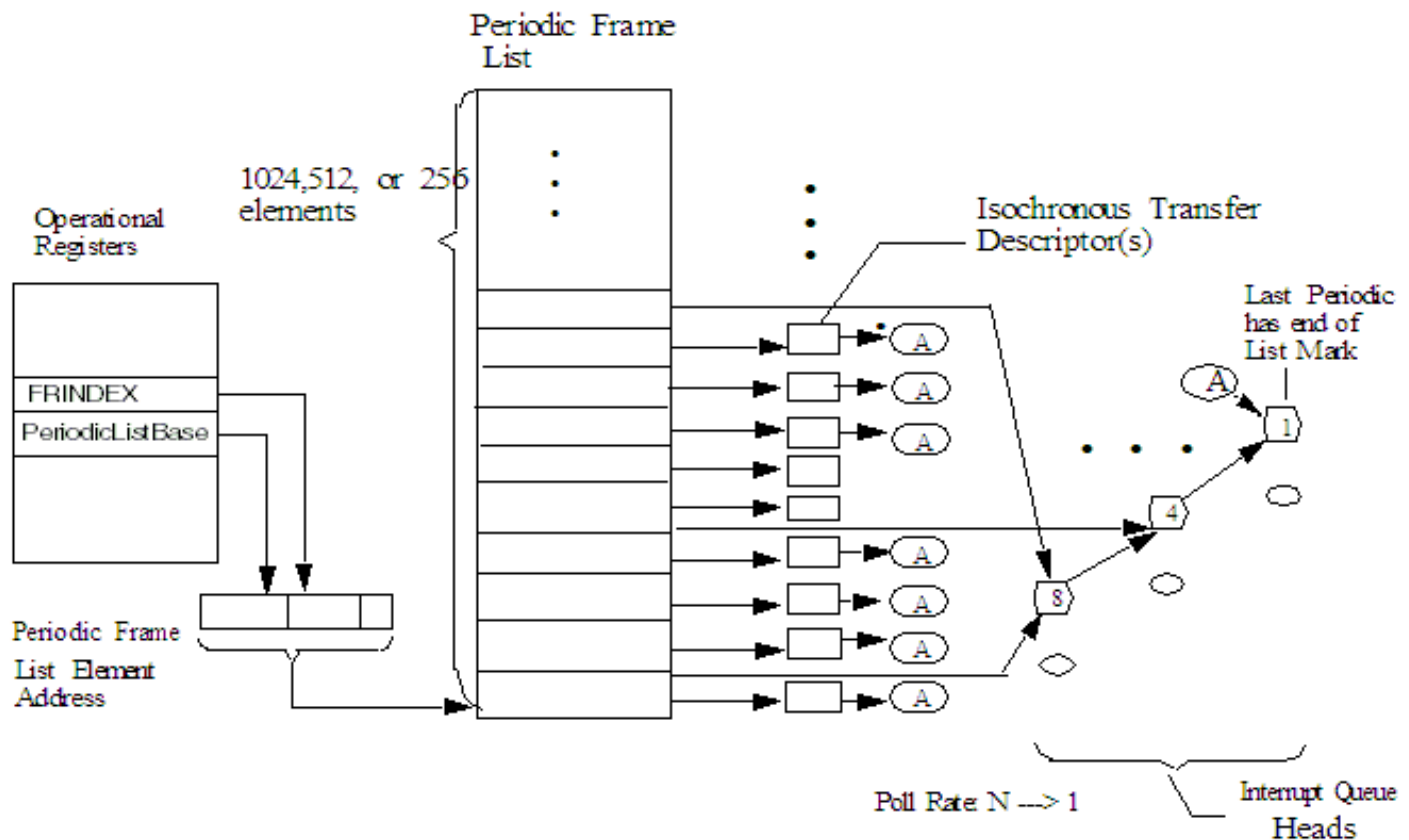 Periodic Frame
List
1024,512, or 256
elements
Operational
Registers
Isochronous Transfer
Descriptor(s)
Last Periodic
has end of
List Mark
FRINDEX
PeriodicListBase
A
A
A
A
1
4
A
8
A
A
A
Periodic Frame
List Element
Address
Poll Rate: N ---> 1
Interrupt Queue
Heads